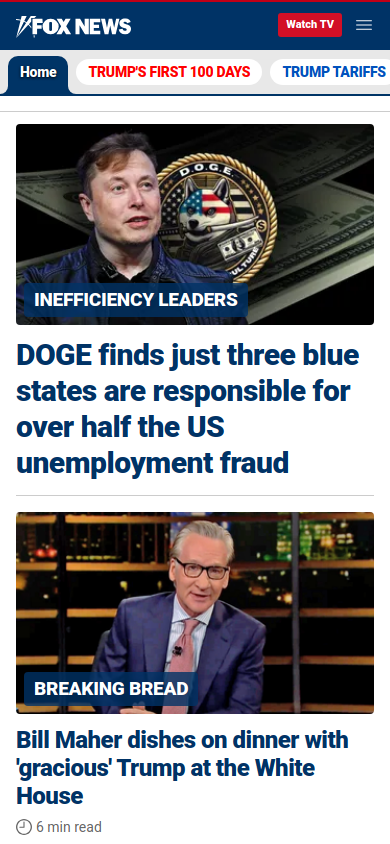 FOX NEWS
Watch TV
Home
TRUMP'S FIRST 100 DAYS
TRUMP TARIFFS
D.O.G.E.
INEFFICIENCY LEADERS
DOGE finds just three blue
states are responsible for
over half the US
unemployment fraud
BREAKING BREAD
Bill Maher dishes on dinner with
'gracious' Trump at the White
House
6 min read